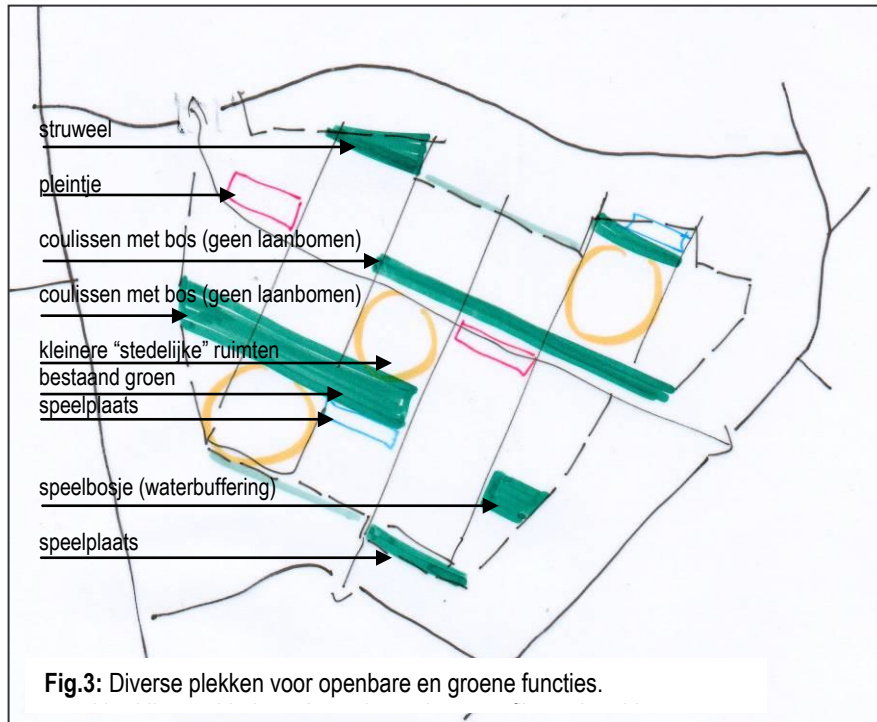 struweel
pleintje
coulissen met bos (geen laanbomen)
coulissen met bos (geen laanbomen)
kleinere “stedelijke” ruimten
bestaand groen
speelplaats
speelbosje (waterbuffering)
speelplaats
Fig.3: Diverse plekken voor openbare en groene functies.